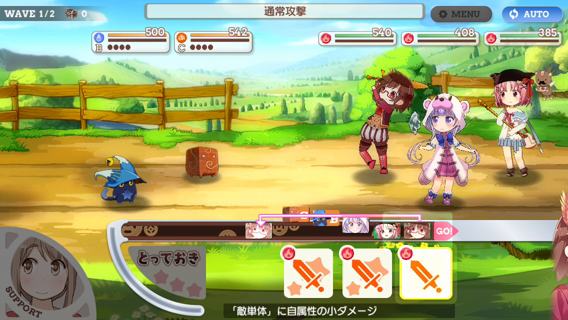 WAVE 1/2 0
通常攻撃
MENU
AUTO
500
B
542
C
540
408
385
GO!
とっておき
SUPPORT
「敵単体」に自属性の小ダメージ